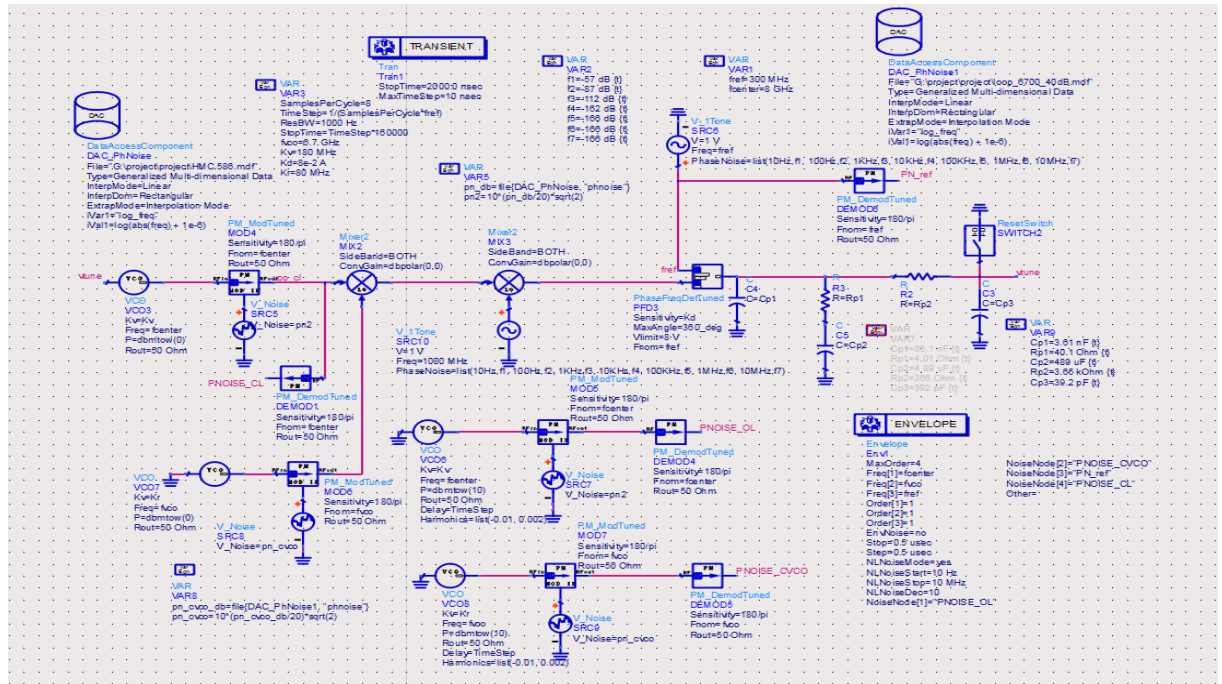 TRANSIENT
Tran
Tran1
StopTime=2000.0 nsec
MaxTimeStep=10 nsec
VAR
VAR2
f1=-57 dB {t}
f2=-87 dB {t}
f3=-112 dB {t}
f4=-162 dB {t}
f5=-166 dB {t}
f6=-166 dB {t}
f7=-166 dB {t}
VAR
VAR1
fref=300 MHz
fcenter=8 GHz
DAC
DataAccessComponent
DAC_PhNoise1
File="G:\project\project\loop_6700_40dB.mdf"
Type=Generalized Multi-dimensional Data
InterpMode=Linear
InterpDom=Rectangular
ExtrapMode=Interpolation Mode
iVar1="log_freq"
iVal1=log(abs(freq) + 1e-6)
VAR
VAR3
SamplesPerCycle=8
TimeStep=1/(SamplesPerCycle*fref)
ResBW=1000 Hz
StopTime=TimeStep*160000
fvco=6.7 GHz
Kv=180 MHz
Kd=8e-2 A
Kr=80 MHz
DAC
DataAccessComponent
DAC_PhNoise
File="G:\project\project\HMC586.mdf"
Type=Generalized Multi-dimensional Data
InterpMode=Linear
InterpDom=Rectangular
ExtrapMode=Interpolation Mode
iVar1="log_freq"
iVal1=log(abs(freq) + 1e-6)
VAR
VAR5
pn_db=file{DAC_PhNoise, "phnoise"}
pn2=10^(pn_db/20)*sqrt(2)
V_1Tone
SRC6
V=1 V
Freq=fref
PhaseNoise=list(10Hz,f1, 100Hz,f2, 1KHz,f3, 10KHz,f4, 100KHz,f5, 1MHz,f6, 10MHz,f7)
PN_ref
PM_DemodTuned
DEMOD6
Sensitivity=180/pi
Fnom=fref
Rout=50 Ohm
ResetSwitch
SWITCH2
vtune
VCO
VCO3
Kv=Kv
Freq=fcenter
P=dbmtow(0)
Rout=50 Ohm
PM_ModTuned
MOD4
Sensitivity=180/pi
Fnom=fcenter
Rout=50 Ohm
vco_cl
V_Noise
SRC5
V_Noise=pn2
Mixer2
MIX2
SideBand=BOTH
ConvGain=dbpolar(0,0)
Mixer2
MIX3
SideBand=BOTH
ConvGain=dbpolar(0,0)
V_1Tone
SRC10
V=1 V
Freq=1000 MHz
PhaseNoise=list(10Hz,f1, 100Hz,f2, 1KHz,f3, 10KHz,f4, 100KHz,f5, 1MHz,f6, 10MHz,f7)
fref
PhaseFreqDetTuned
PFD3
Sensitivity=Kd
MaxAngle=360_deg
Vlimit=8 V
Fnom=fref
C
C4
C=Cp1
R
R3
R=Rp1
C
C5
C=Cp2
R
R2
R=Rp2
vtune
C
C3
C=Cp3
VAR
VAR7
VAR
VAR9
Cp1=3.61 nF {t}
Rp1=40.1 Ohm {t}
Cp2=489 uF {t}
Rp2=3.66 kOhm {t}
Cp3=39.2 pF {t}
PNOISE_CL
PM_DemodTuned
DEMOD1
Sensitivity=180/pi
Fnom=fcenter
Rout=50 Ohm
VCO
VCO7
Kv=Kr
Freq=fvco
P=dbmtow(0)
Rout=50 Ohm
PM_ModTuned
MOD6
Sensitivity=180/pi
Fnom=fvco
Rout=50 Ohm
V_Noise
SRC8
V_Noise=pn_cvco
VAR
VAR8
pn_cvco_db=file{DAC_PhNoise1, "phnoise"}
pn_cvco=10^(pn_cvco_db/20)*sqrt(2)
VCO
VCO6
Kv=Kv
Freq=fcenter
P=dbmtow(10)
Rout=50 Ohm
Delay=TimeStep
Harmonics=list(-0.01, 0.002)
PM_ModTuned
MOD5
Sensitivity=180/pi
Fnom=fcenter
Rout=50 Ohm
V_Noise
SRC7
V_Noise=pn2
PNOISE_OL
PM_DemodTuned
DEMOD4
Sensitivity=180/pi
Fnom=fcenter
Rout=50 Ohm
VCO
VCO8
Kv=Kr
Freq=fvco
P=dbmtow(10)
Rout=50 Ohm
Delay=TimeStep
Harmonics=list(-0.01, 0.002)
PM_ModTuned
MOD7
Sensitivity=180/pi
Fnom=fvco
Rout=50 Ohm
V_Noise
SRC9
V_Noise=pn_cvco
PNOISE_CVCO
PM_DemodTuned
DEMOD5
Sensitivity=180/pi
Fnom=fvco
Rout=50 Ohm
ENVELOPE
Envelope
Env1
MaxOrder=4
Freq[1]=fcenter
Freq[2]=fvco
Freq[3]=fref
Order[1]=1
Order[2]=1
Order[3]=1
EnvNoise=no
Stop=0.5 usec
Step=0.5 usec
NLNoiseMode=yes
NLNoiseStart=10 Hz
NLNoiseStop=10 MHz
NLNoiseDec=10
NoiseNode[1]="PNOISE_OL"
NoiseNode[2]="PNOISE_CVCO"
NoiseNode[3]="PN_ref"
NoiseNode[4]="PNOISE_CL"
Other=